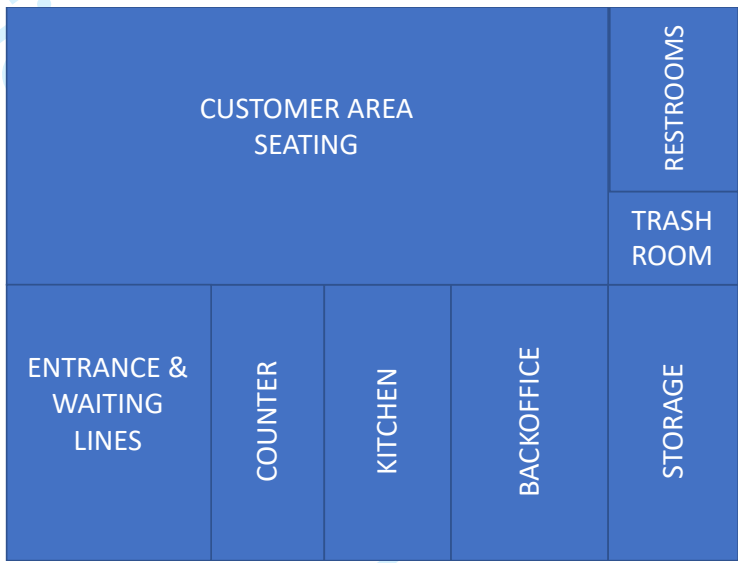 CUSTOMER AREA
SEATING
RESTROOMS
TRASH
ROOM
ENTRANCE &
WAITING
LINES
COUNTER
KITCHEN
BACKOFFICE
STORAGE